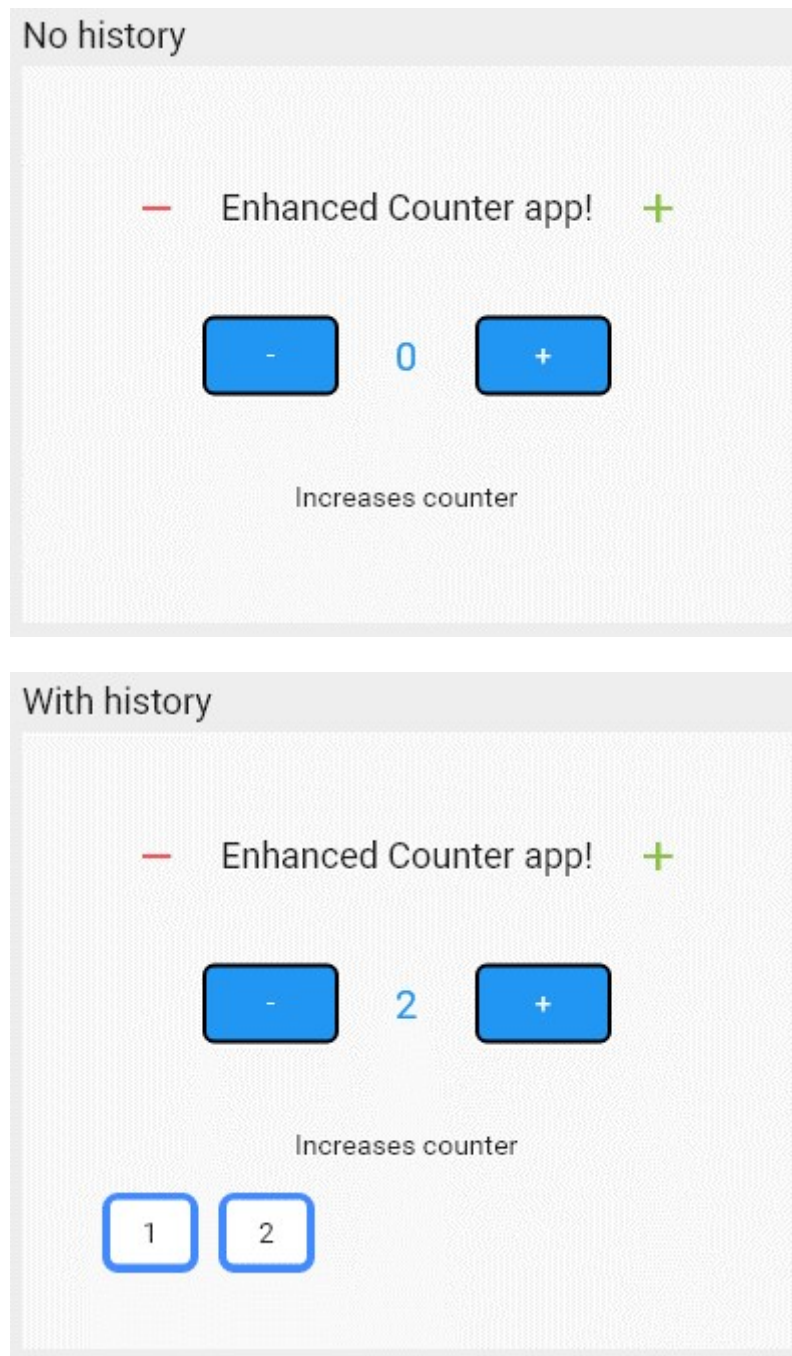 No history
− Enhanced Counter app! +
- 0 +
Increases counter
With history
− Enhanced Counter app! +
- 2 +
Increases counter
1 2